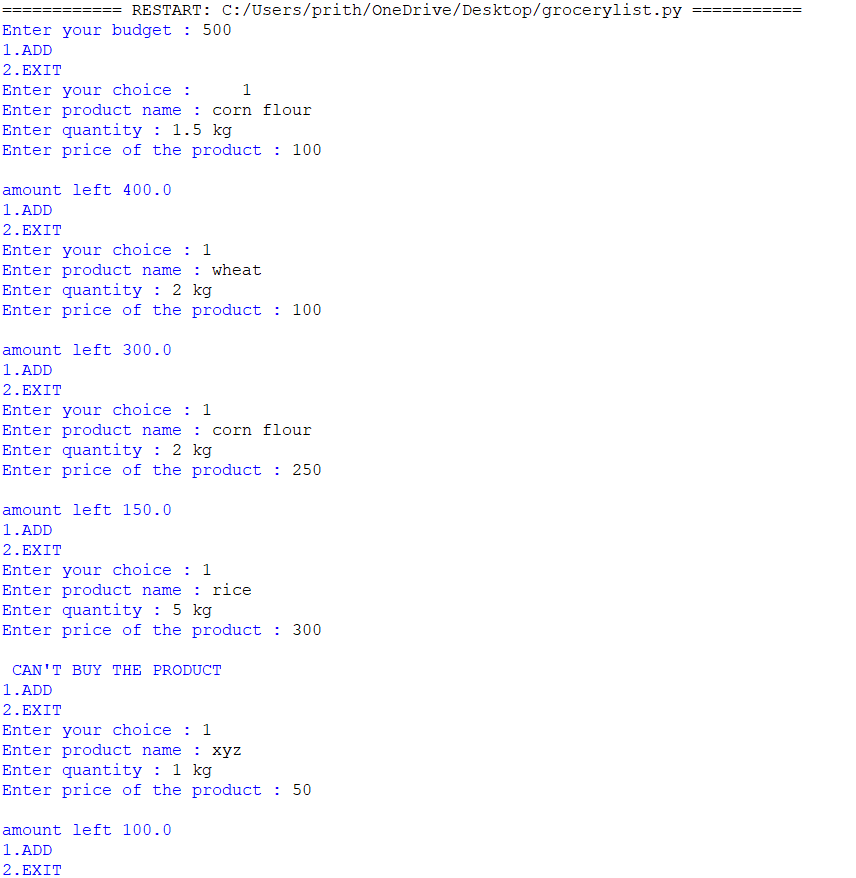 ============ RESTART: C:/Users/prith/OneDrive/Desktop/grocerylist.py ===========
Enter your budget : 500
1.ADD
2.EXIT
Enter your choice :     1
Enter product name : corn flour
Enter quantity : 1.5 kg
Enter price of the product : 100

amount left 400.0
1.ADD
2.EXIT
Enter your choice : 1
Enter product name : wheat
Enter quantity : 2 kg
Enter price of the product : 100

amount left 300.0
1.ADD
2.EXIT
Enter your choice : 1
Enter product name : corn flour
Enter quantity : 2 kg
Enter price of the product : 250

amount left 150.0
1.ADD
2.EXIT
Enter your choice : 1
Enter product name : rice
Enter quantity : 5 kg
Enter price of the product : 300

 CAN'T BUY THE PRODUCT
1.ADD
2.EXIT
Enter your choice : 1
Enter product name : xyz
Enter quantity : 1 kg
Enter price of the product : 50

amount left 100.0
1.ADD
2.EXIT